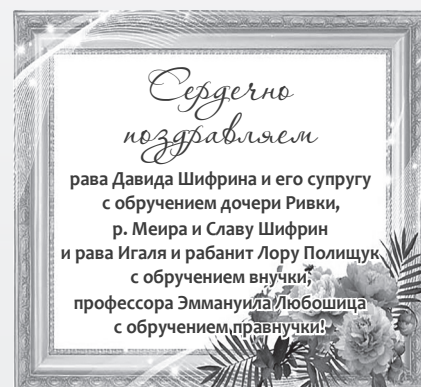 Сердечно
поздравляем
рава Давида Шифрина и его супругу
с обручением дочери Ривки,
р. Меира и Славу Шифрин
и рава Игаля и рабанит Лору Полищук
с обручением внучки,
профессора Эммануила Любошица
с обручением правнучки!